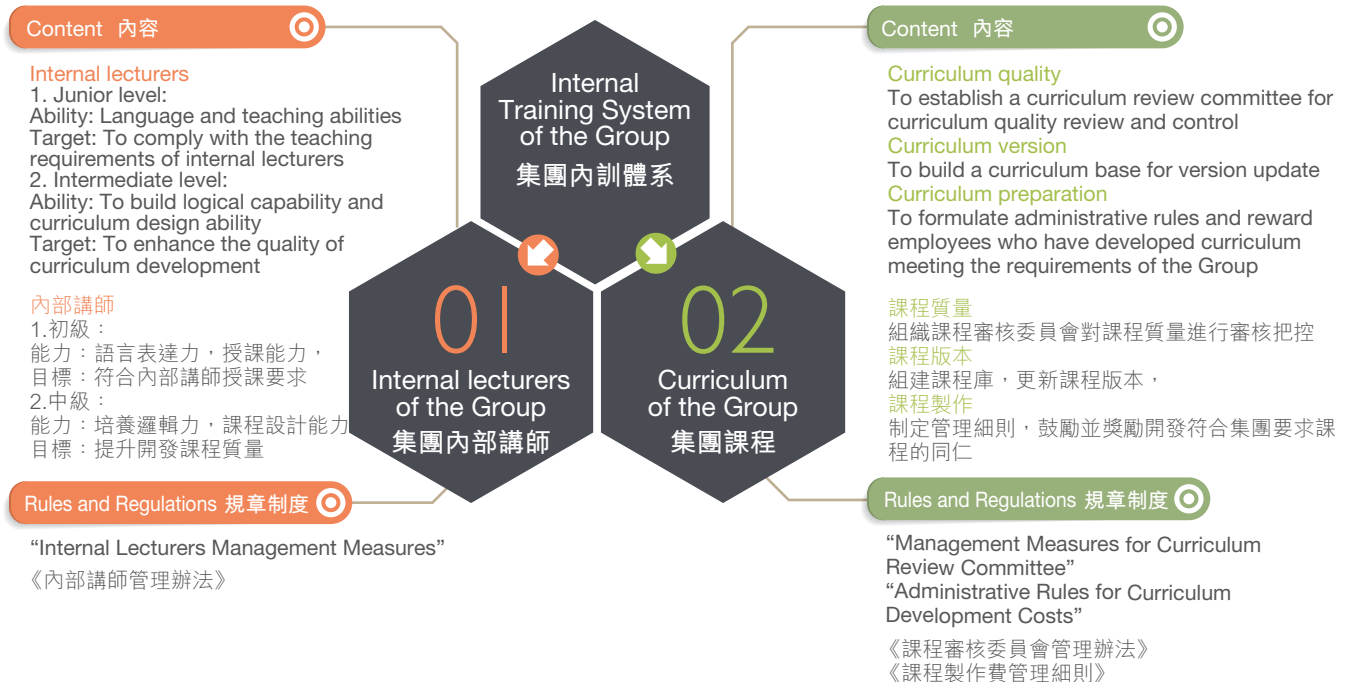 Content 內容
Internal lecturers
1. Junior level:
Ability: Language and teaching abilities
Target: To comply with the teaching
requirements of internal lecturers
2. Intermediate level:
Ability: To build logical capability and
curriculum design ability
Target: To enhance the quality of
curriculum development
內部講師
1.初級：
能力：語言表達力，授課能力，
目標：符合內部講師授課要求
2.中級：
能力：培養邏輯力，課程設計能力
目標：提升開發課程質量
Rules and Regulations 規章制度
“Internal Lecturers Management Measures”
《內部講師管理辦法》
Internal
Training System
of the Group
集團內訓體系
01
Internal lecturers
of the Group
集團內部講師
02
Curriculum
of the Group
集團課程
Content 內容
Curriculum quality
To establish a curriculum review committee for
curriculum quality review and control
Curriculum version
To build a curriculum base for version update
Curriculum preparation
To formulate administrative rules and reward
employees who have developed curriculum
meeting the requirements of the Group
課程質量
組織課程審核委員會對課程質量進行審核把控
課程版本
組建課程庫，更新課程版本，
課程製作
制定管理細則，鼓勵並獎勵開發符合集團要求課
程的同仁
Rules and Regulations 規章制度
“Management Measures for Curriculum
Review Committee”
“Administrative Rules for Curriculum
Development Costs”
《課程審核委員會管理辦法》
《課程製作費管理細則》